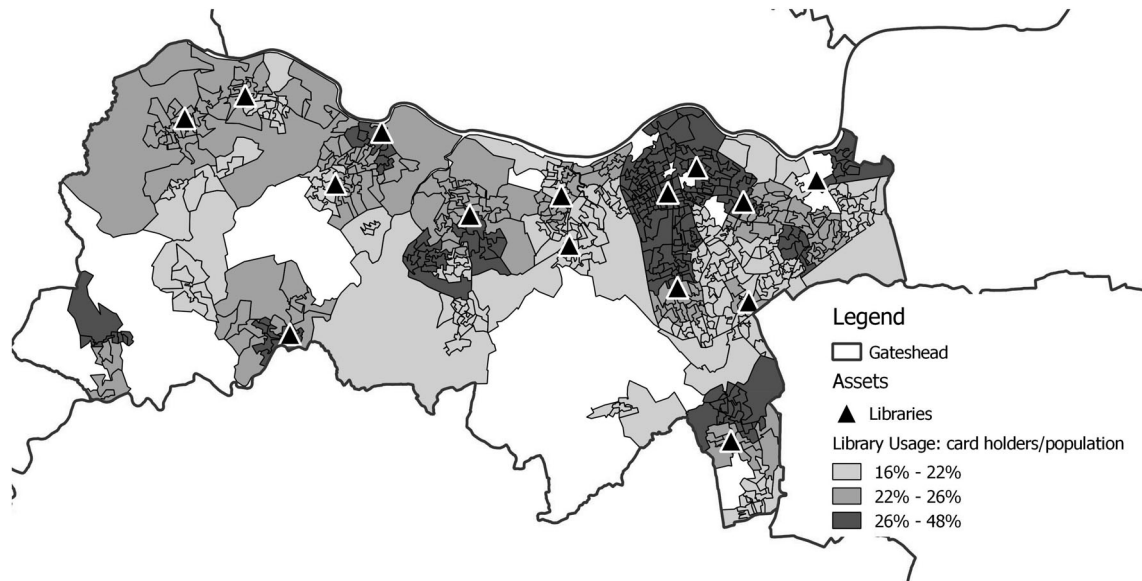 Legend
Gateshead
Assets
Libraries
Library Usage: card holders/population
16% - 22%
22% - 26%
26% - 48%